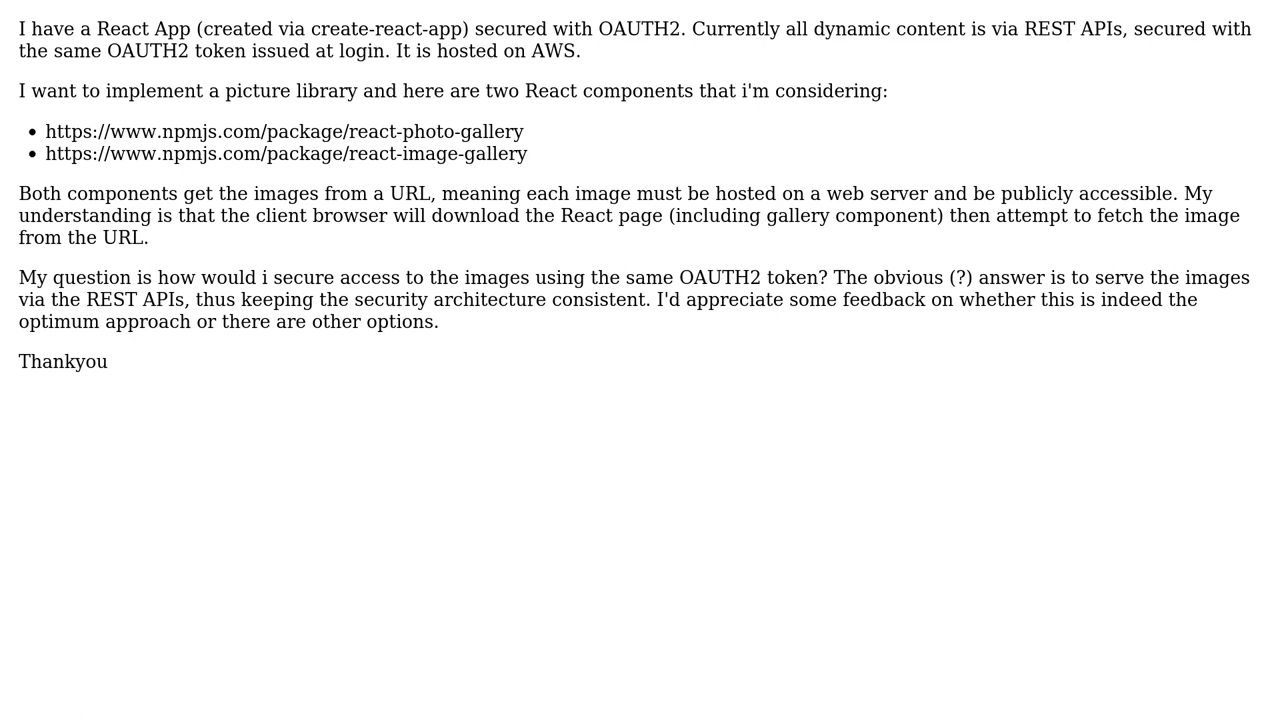 I have a React App (created via create-react-app) secured with OAUTH2. Currently all dynamic content is via REST APIs, secured with
the same OAUTH2 token issued at login. It is hosted on AWS.
I want to implement a picture library and here are two React components that i'm considering:
• https://www.npmjs.com/package/react-photo-gallery
• https://www.npmjs.com/package/react-image-gallery
Both components get the images from a URL, meaning each image must be hosted on a web server and be publicly accessible. My
understanding is that the client browser will download the React page (including gallery component) then attempt to fetch the image
from the URL.
My question is how would i secure access to the images using the same OAUTH2 token? The obvious (?) answer is to serve the images
via the REST APIs, thus keeping the security architecture consistent. I'd appreciate some feedback on whether this is indeed the
optimum approach or there are other options.
Thankyou